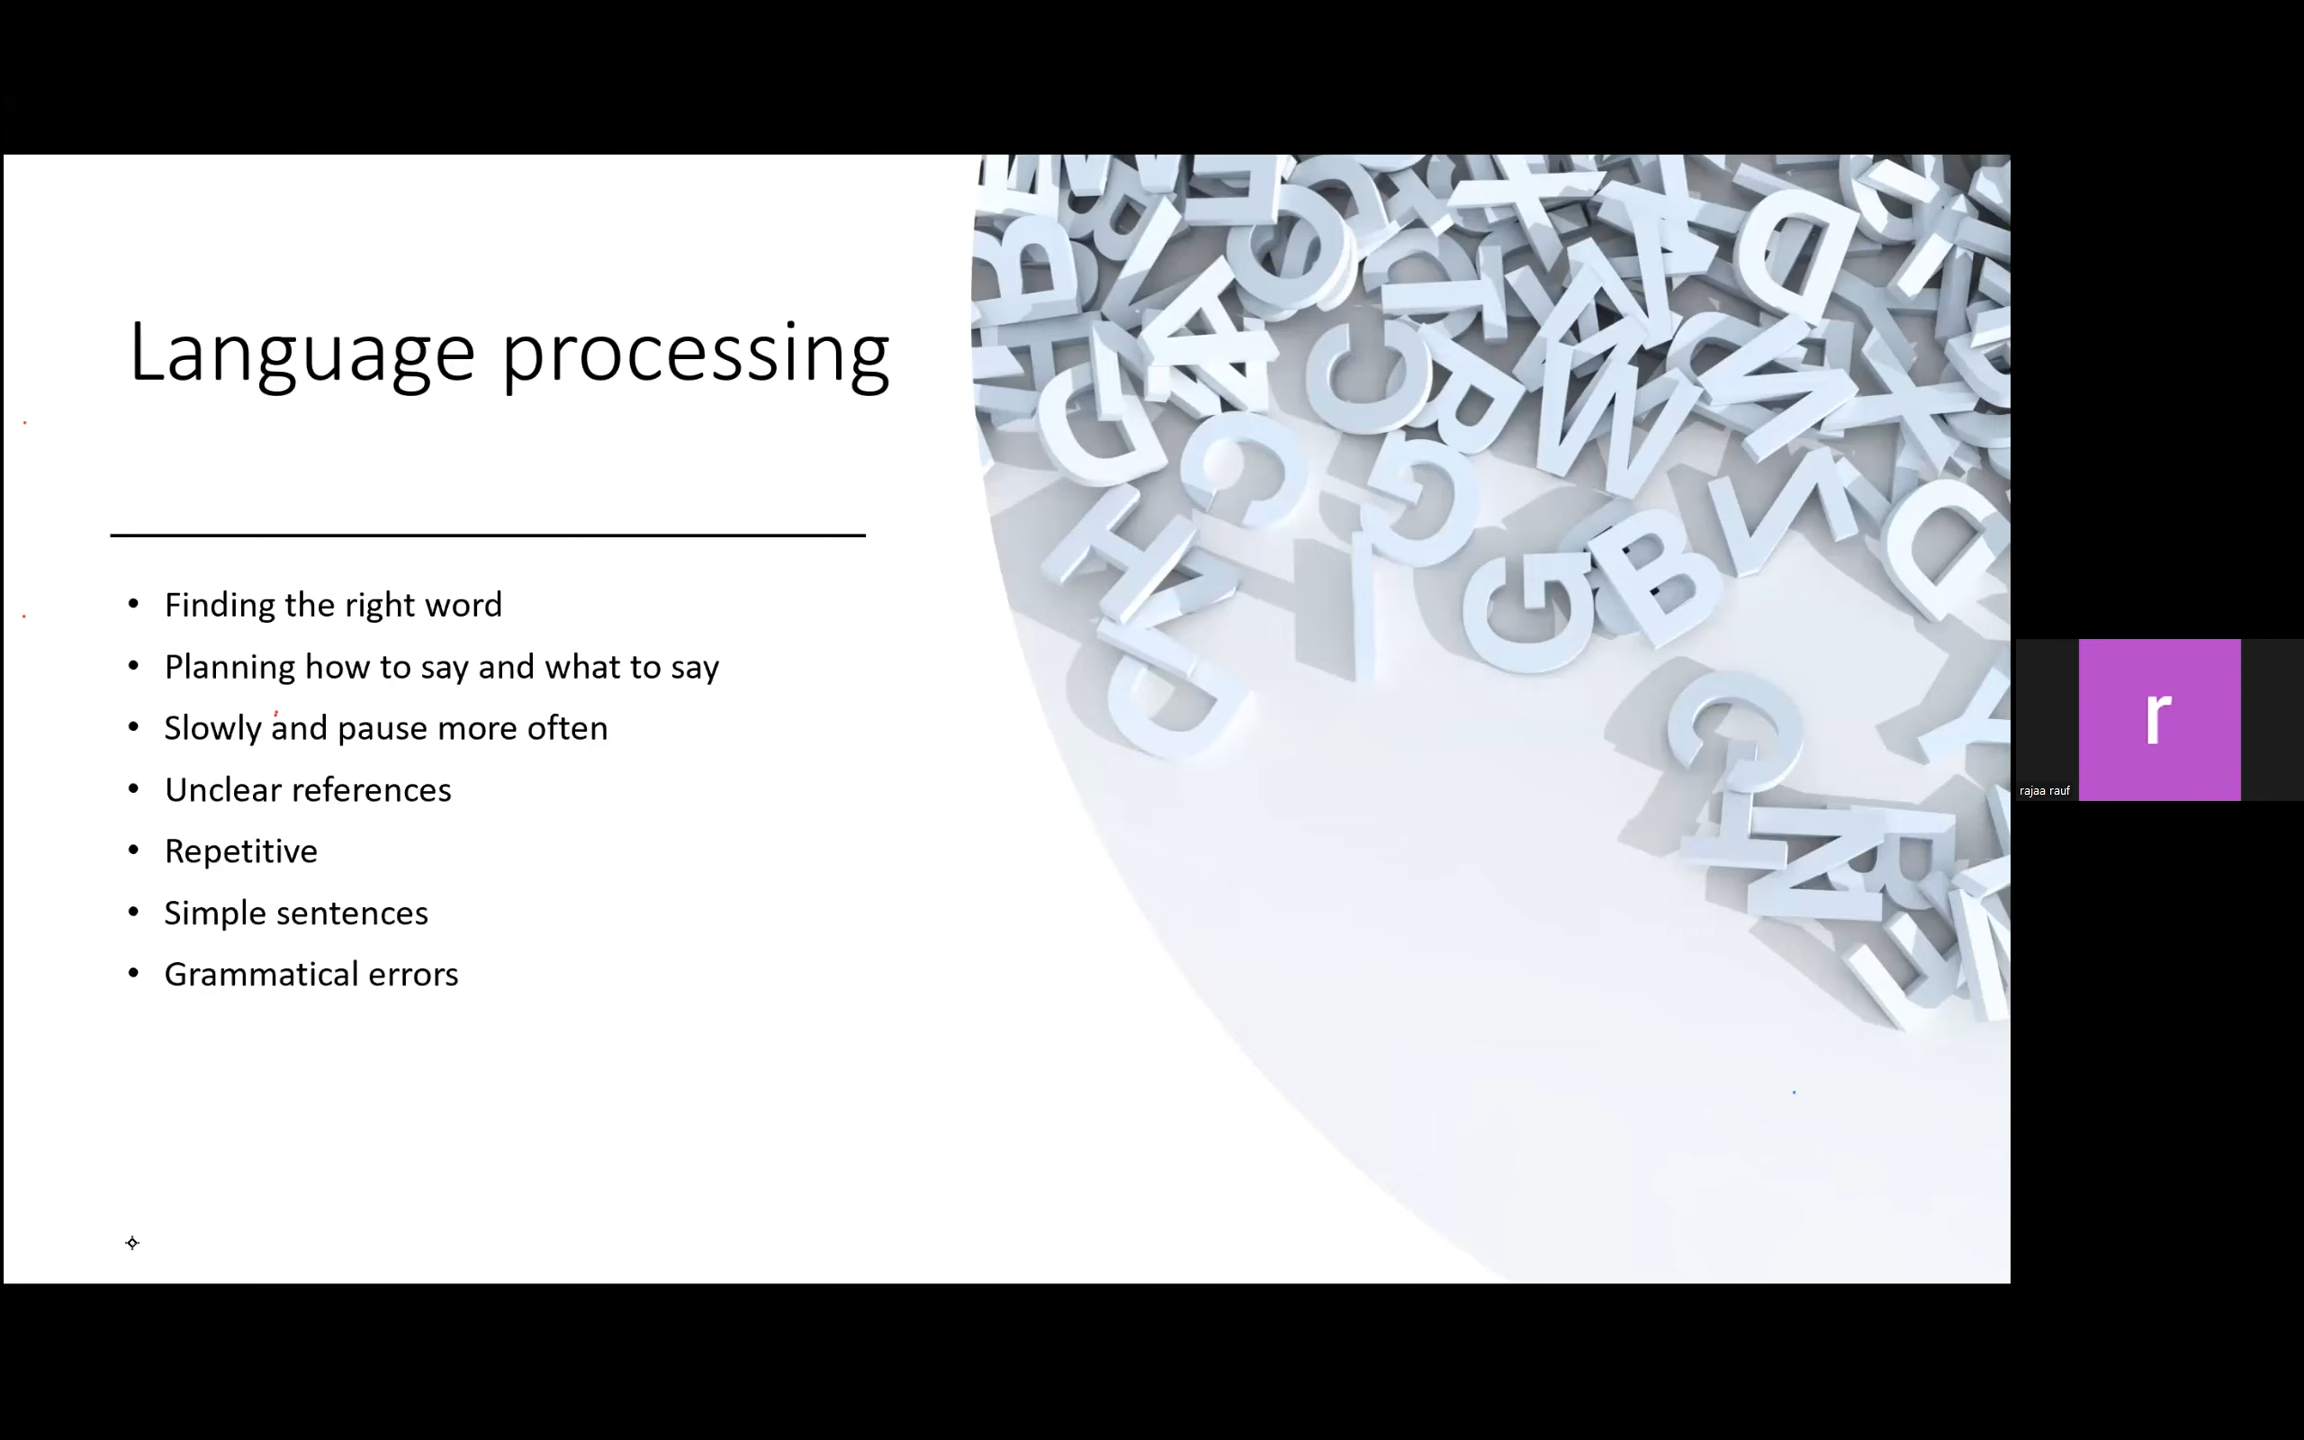 Language processing
• Finding the right word
• Planning how to say and what to say
• Slowly and pause more often
• Unclear references
• Repetitive
• Simple sentences
• Grammatical errors
r
rajaa rauf